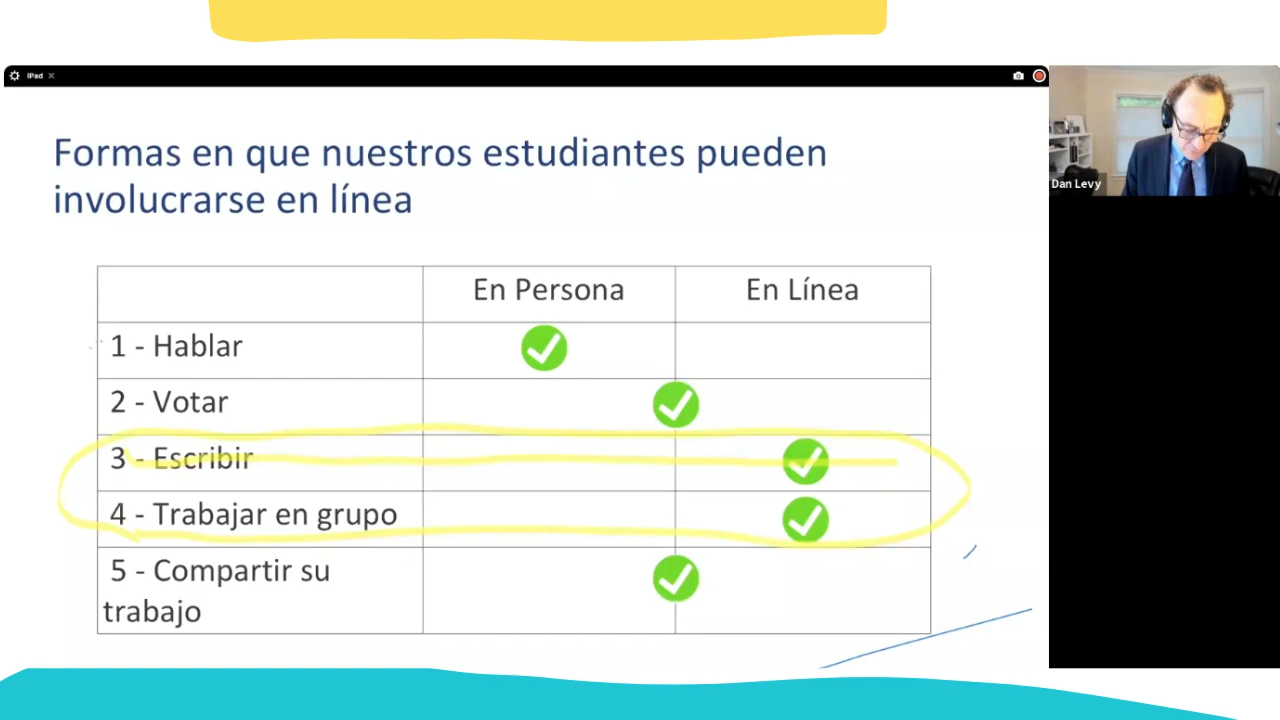 iPad
Formas en que nuestros estudiantes pueden
involucrarse en línea
Dan Levy
En Persona
En Línea
1 - Hablar
2 - Votar
3 - Escribir
4 - Trabajar en grupo
5 - Compartir su
trabajo